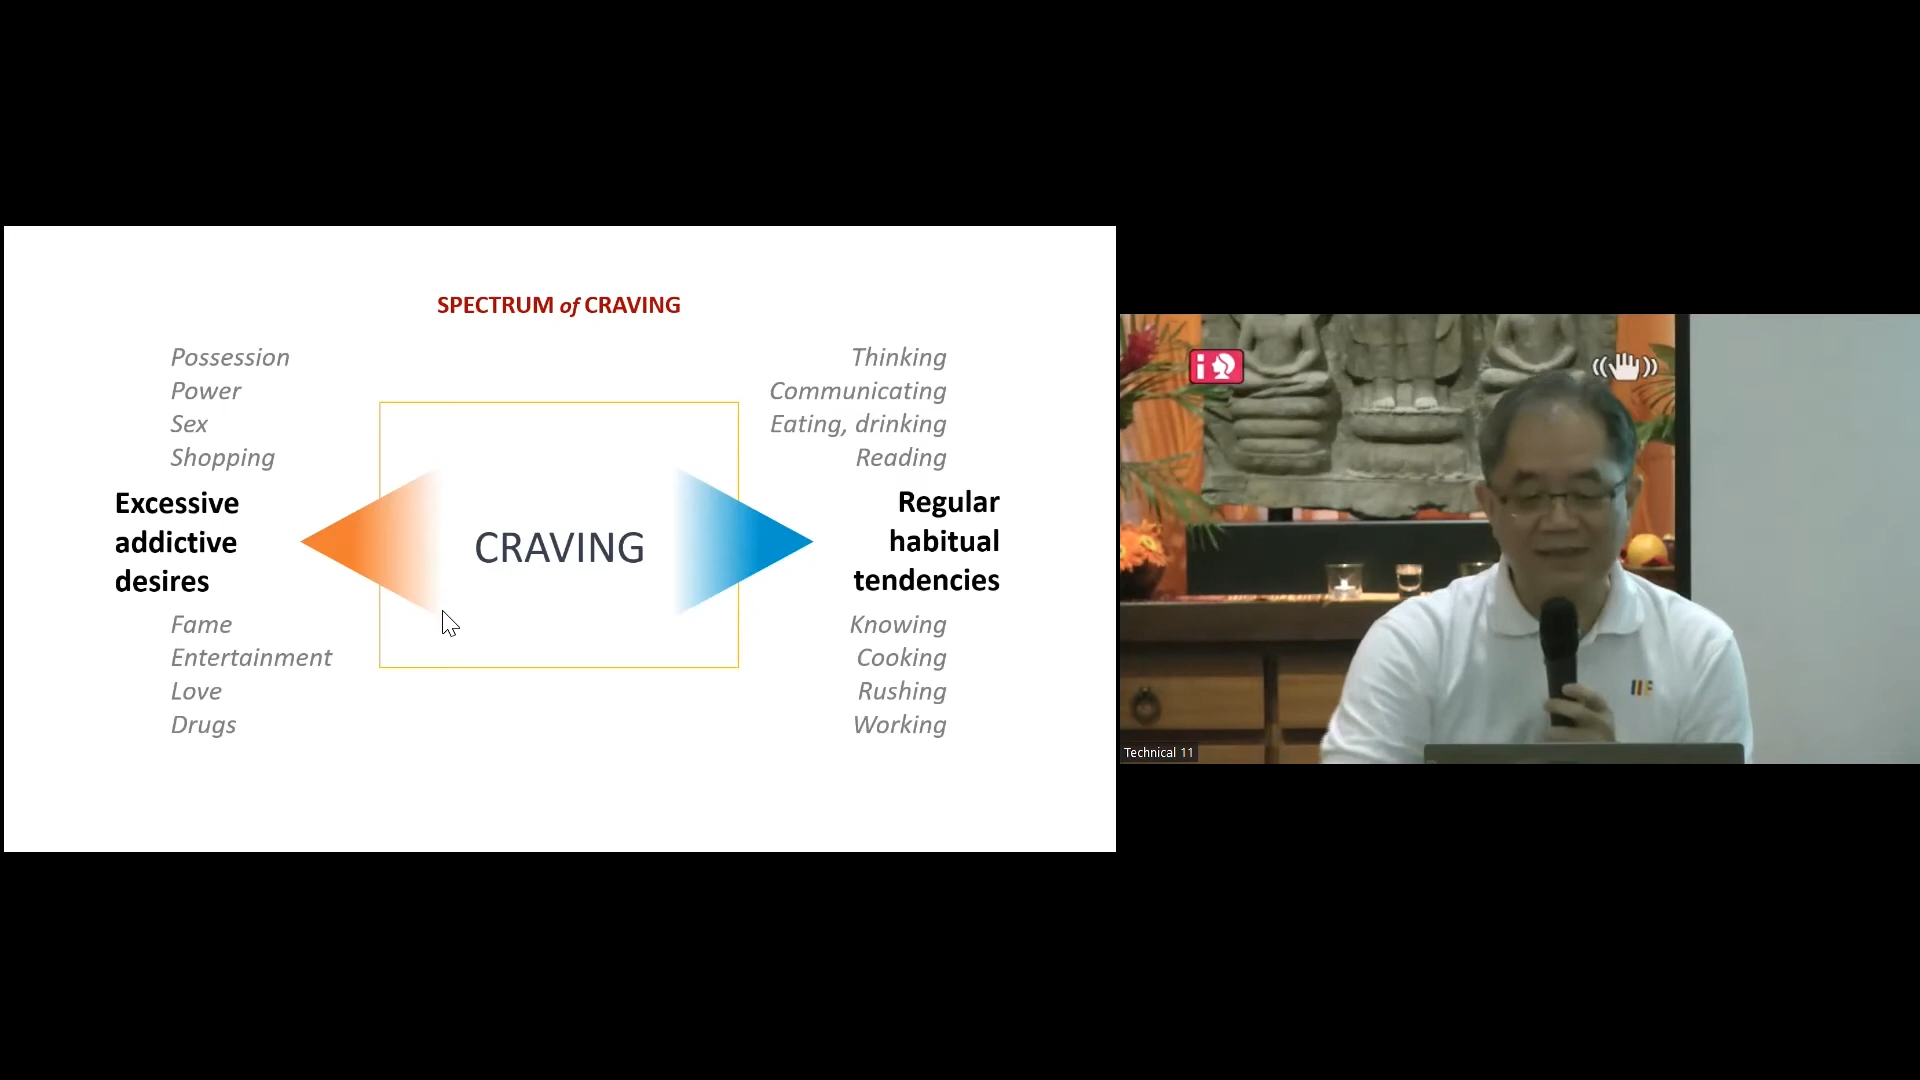 SPECTRUM of CRAVING
Possession
Power
Sex
Shopping
Excessive
addictive
desires
Fame
Entertainment
Love
Drugs
CRAVING
Thinking
Communicating
Eating, drinking
Reading
Regular
habitual
tendencies
Knowing
Cooking
Rushing
Working
i
Technical 11